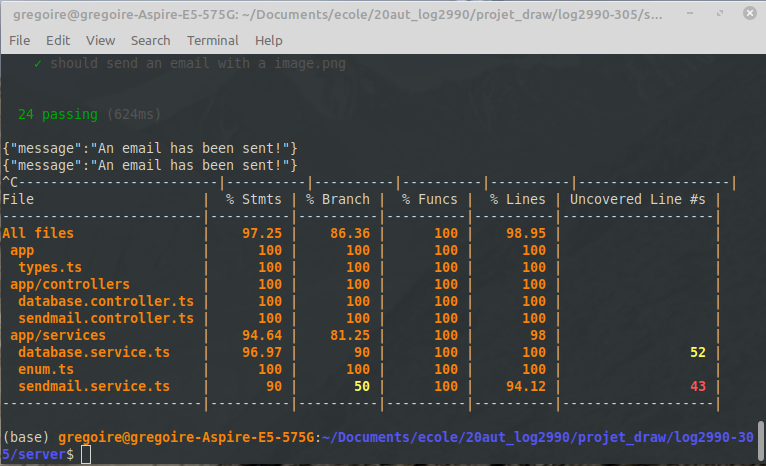 gregoire@gregoire-Aspire-E5-575G: ~/Documents/ecole/20aut_log2990/projet_draw/log2990-305/s...
File Edit View Search Terminal Help
✓ should send an email with a image.png
24 passing (624ms)
{"message":"An email has been sent!"}
{"message":"An email has been sent!"}
^C-------------------------|----------|----------|----------|----------|-------------------|
File | % Stmts | % Branch | % Funcs | % Lines | Uncovered Line #s |
-------------------------|----------|----------|----------|----------|-------------------|
All files | 97.25 | 86.36 | 100 | 98.95 | |
app | 100 | 100 | 100 | 100 | |
types.ts | 100 | 100 | 100 | 100 | |
app/controllers | 100 | 100 | 100 | 100 | |
database.controller.ts | 100 | 100 | 100 | 100 | |
sendmail.controller.ts | 100 | 100 | 100 | 100 | |
app/services | 94.64 | 81.25 | 100 | 98 | |
database.service.ts | 96.97 | 90 | 100 | 100 | 52 |
enum.ts | 100 | 100 | 100 | 100 | |
sendmail.service.ts | 90 | 50 | 100 | 94.12 | 43 |
-------------------------|----------|----------|----------|----------|-------------------|
(base) gregoire@gregoire-Aspire-E5-575G:~/Documents/ecole/20aut_log2990/projet_draw/log2990-30
5/server$